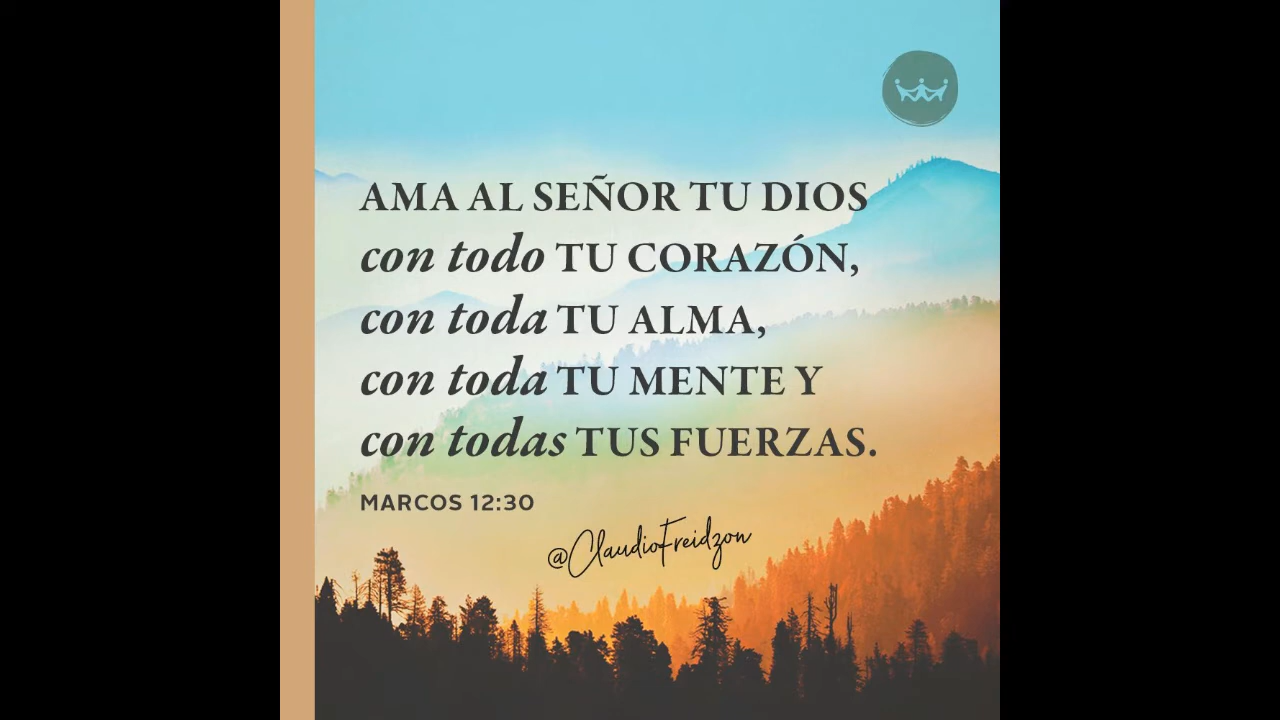 AMA AL SEÑOR TU DIOS
con todo TU CORAZÓN,
con toda TU ALMA,
con toda TU MENTE Y
con todas TUS FUERZAS.
MARCOS 12:30
@ClaudioFreidzon